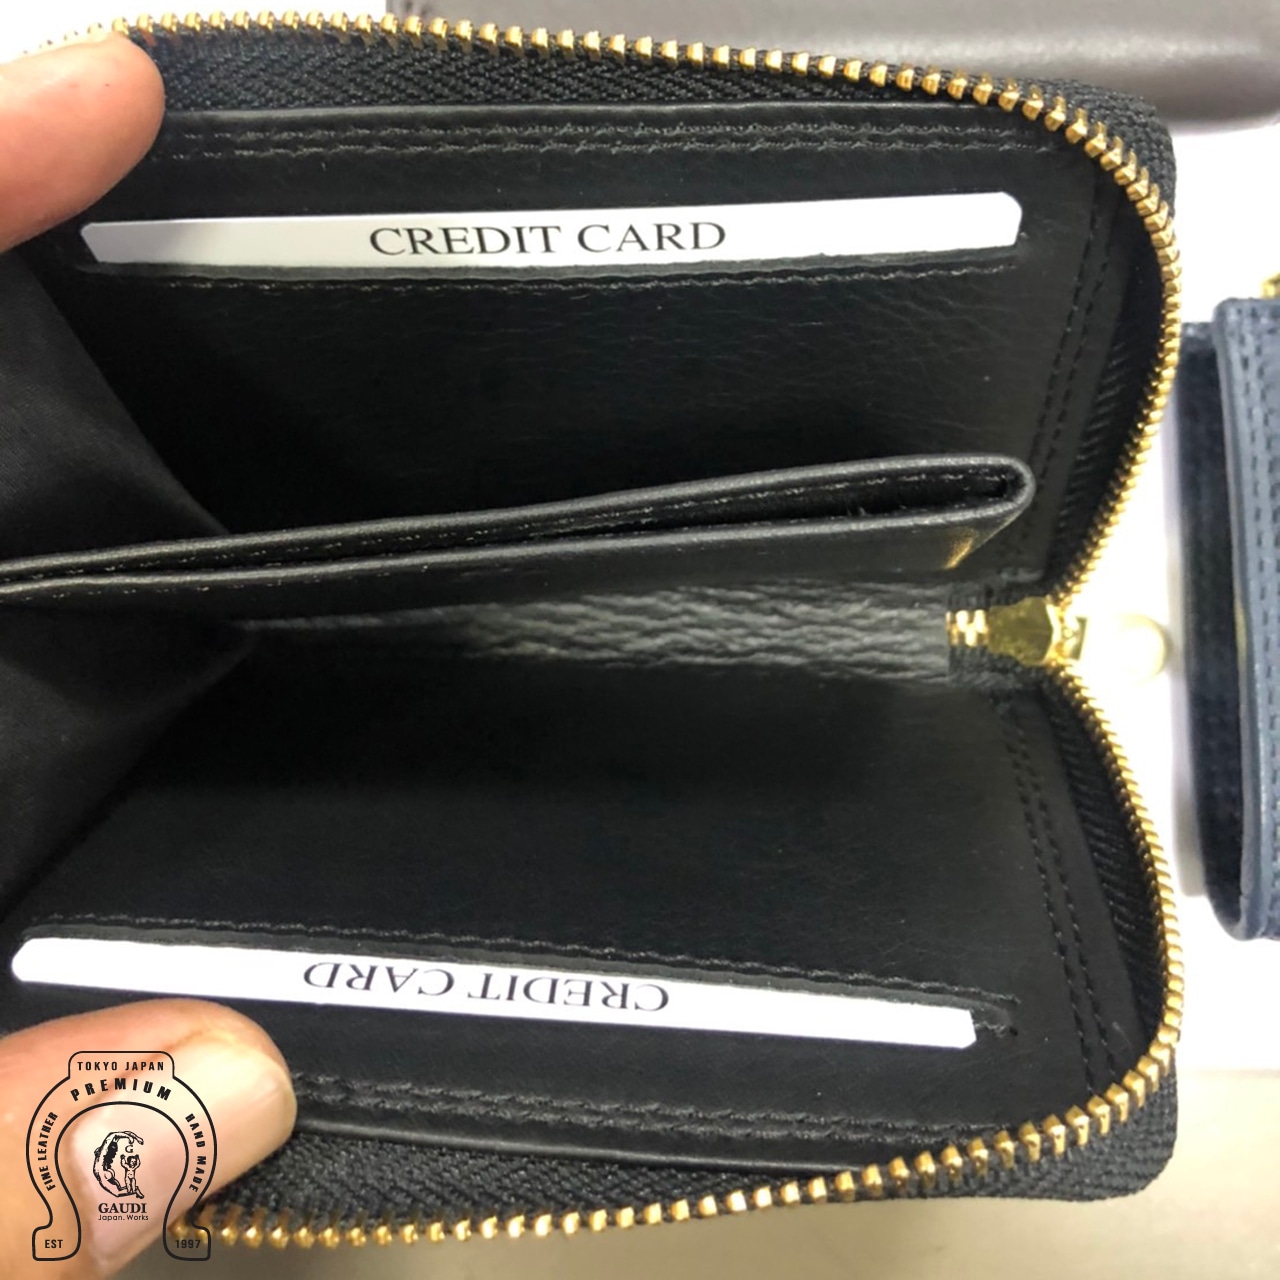 CREDIT CARD
CREDIT CARD
TOKYO JAPAN
PREMIUM
FINE LEATHER
HAND MADE
G
GAUDI
Japan. Works
EST
1997